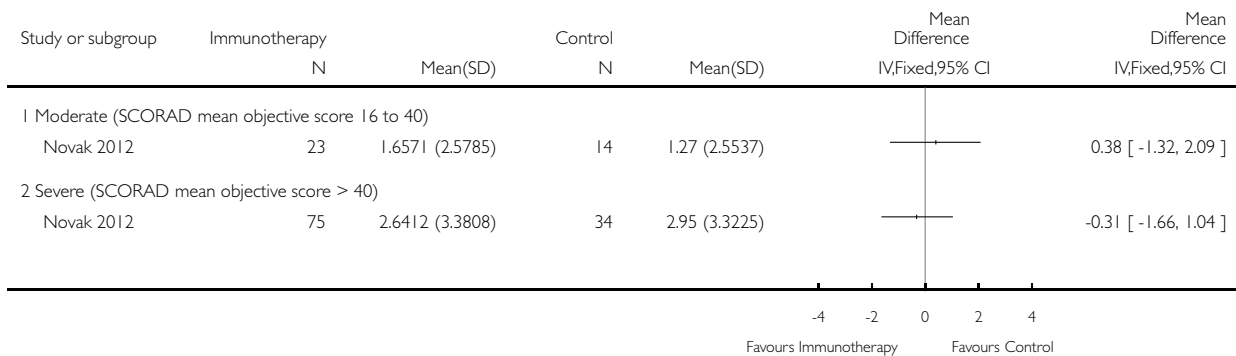 Mean Mean
Study or subgroup Immunotherapy Control Difference Difference
N Mean(SD) N Mean(SD) IV,Fixed,95% CI IV,Fixed,95% CI
1 Moderate (SCORAD mean objective score 16 to 40)
Novak 2012 23 1.6571 (2.5785) 14 1.27 (2.5537) 0.38 [ -1.32, 2.09 ]
2 Severe (SCORAD mean objective score > 40)
Novak 2012 75 2.6412 (3.3808) 34 2.95 (3.3225) -0.31 [ -1.66, 1.04 ]
-4 -2 0 2 4
Favours Immunotherapy Favours Control